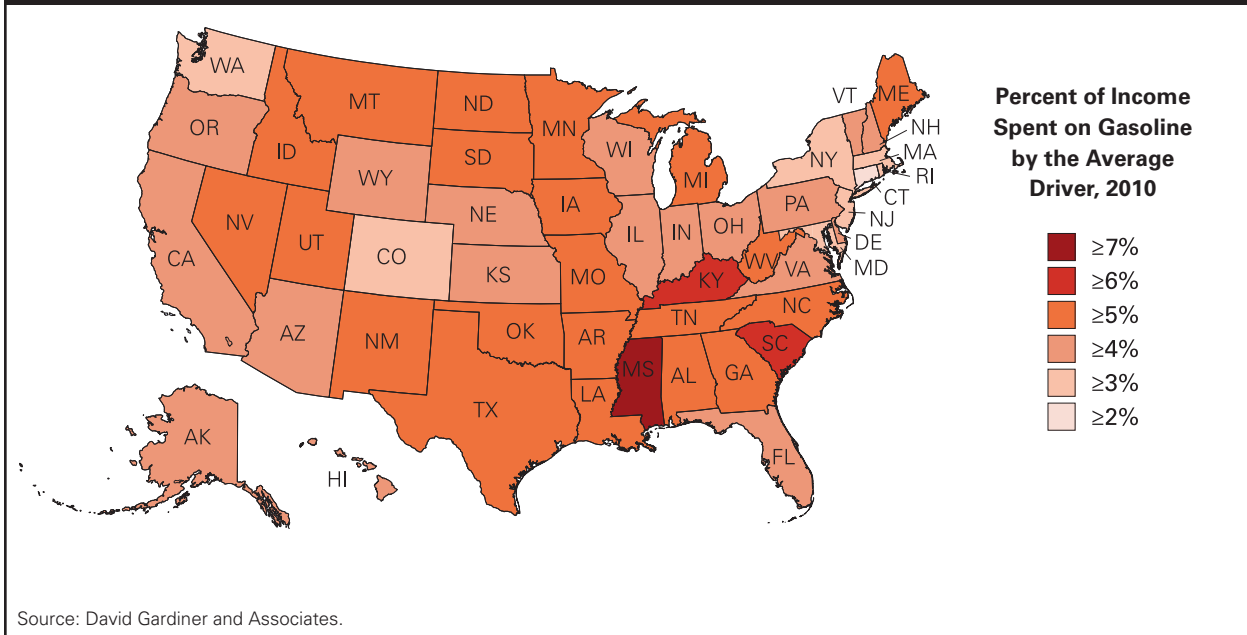 WA
MT
ND
MN
VT
ME
OR
ID
SD
WI
NY
NH
MA
WY
MI
RI
CT
NV
UT
NE
IA
PA
NJ
CA
CO
IL
IN
OH
DE
KS
MO
WV
VA
MD
KY
AZ
NM
OK
AR
TN
NC
SC
MS
AL
GA
TX
LA
AK
HI
FL
Percent of Income
Spent on Gasoline
by the Average
Driver, 2010
≥7%
≥6%
≥5%
≥4%
≥3%
≥2%
Source: David Gardiner and Associates.